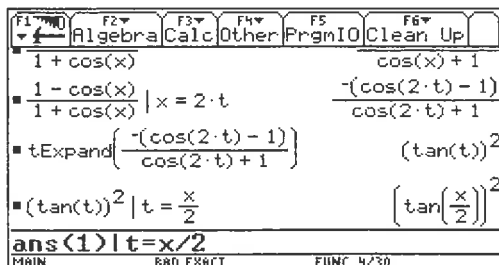 F1 F2 F3 F4 F5 F6
Algebra Calc Other PrgmIO Clean Up
1 + cos(x) cos(x) + 1
1 - cos(x) / 1 + cos(x) | x = 2·t -(cos(2·t) - 1) / cos(2·t) + 1
tExpand(-(cos(2·t) - 1) / cos(2·t) + 1) (tan(t))²
(tan(t))² | t = x/2 (tan(x/2))²
ans(1)|t=x/2
MAIN RAD EXACT FUNC 4/30